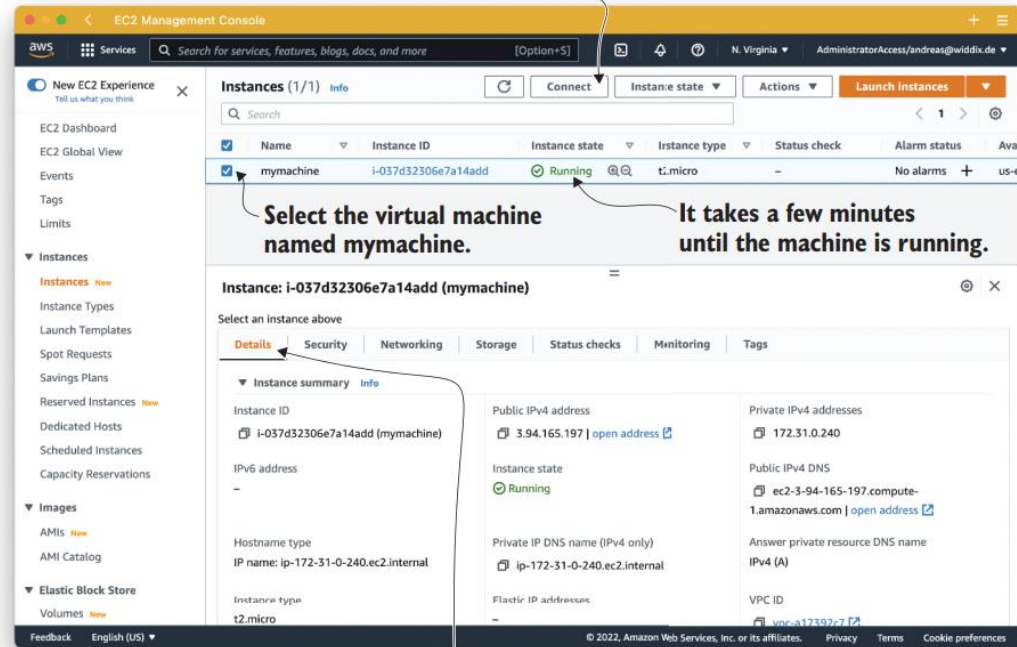 EC2 Management Console
aws Services Search for services, features, blogs, docs, and more [Option+S] N. Virginia ▼ AdministratorAccess/andreas@widdix.de ▼
New EC2 Experience
Tell us what you think
Instances (1/1) Info Connect Instance state ▼ Actions ▼ Launch instances ▼
Search
< 1 >
EC2 Dashboard
EC2 Global View
Events
Tags
Limits
▼ Instances
Instances New
Instance Types
Launch Templates
Spot Requests
Savings Plans
Reserved Instances New
Dedicated Hosts
Scheduled Instances
Capacity Reservations
▼ Images
AMIs New
AMI Catalog
▼ Elastic Block Store
Volumes New
Name Instance ID Instance state Instance type Status check Alarm status Ava
mymachine i-037d32306e7a14add Running t2.micro – No alarms + us-e
Select the virtual machine
named mymachine.
It takes a few minutes
until the machine is running.
Instance: i-037d32306e7a14add (mymachine)
Select an instance above
Details Security Networking Storage Status checks Monitoring Tags
▼ Instance summary Info
Instance ID
i-037d32306e7a14add (mymachine)
Public IPv4 address
3.94.165.197 | open address
Private IPv4 addresses
172.31.0.240
IPv6 address
–
Instance state
Running
Public IPv4 DNS
ec2-3-94-165-197.compute-
1.amazonaws.com | open address
Hostname type
IP name: ip-172-31-0-240.ec2.internal
Private IP DNS name (IPv4 only)
ip-172-31-0-240.ec2.internal
Answer private resource DNS name
IPv4 (A)
Instance type
t2.micro
Elastic IP addresses
–
VPC ID
vpc-a17392c7
Feedback English (US) ▼ © 2022, Amazon Web Services, Inc. or its affiliates. Privacy Terms Cookie preferences